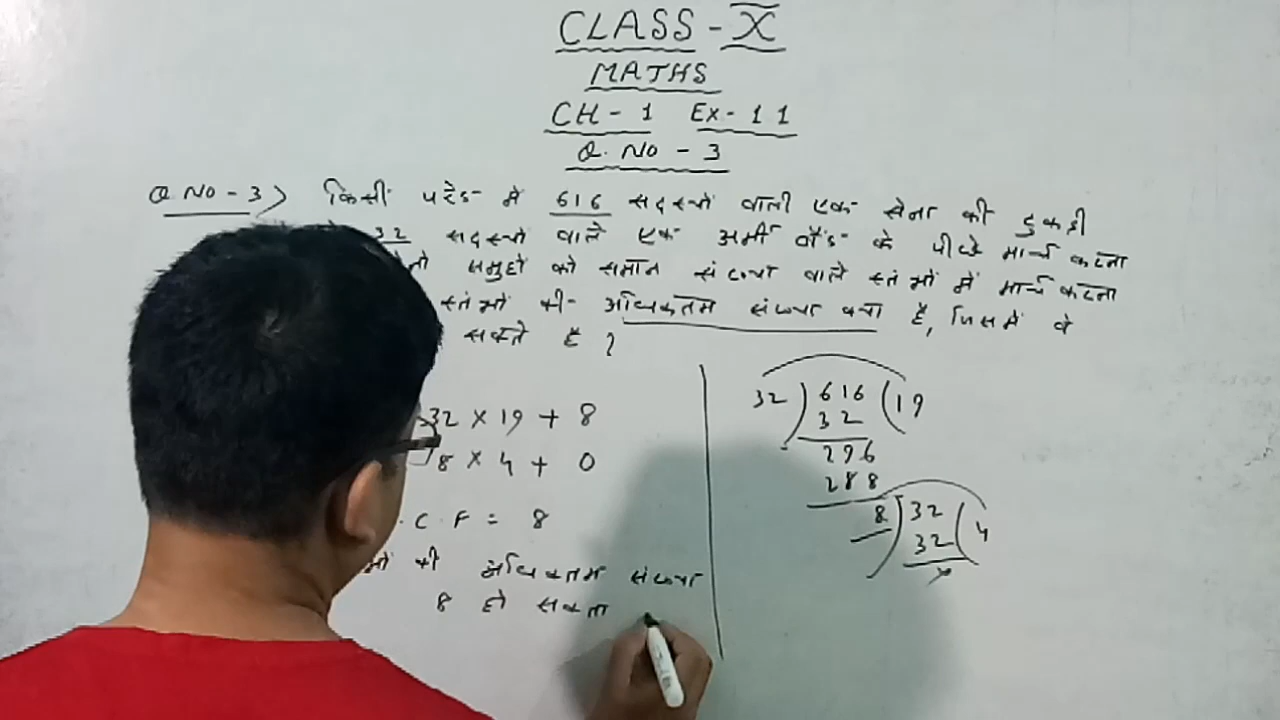 CLASS - X
MATHS
CH - 1 Ex - 1 1
Q. NO - 3
Q. NO - 3> किसी परेड में 616 सदस्यों वाली एक सेना की टुकड़ी
32 सदस्यों वाले एक आर्मी बैंड के पीछे मार्च करना
समुहों को समान संख्या वाले स्तंभों में मार्च करना
स्तंभों की अधिकतम संख्या क्या है, जिसमें वे
सकते है ?
32 × 19 + 8
8 × 4 + 0
. C. F = 8
की अधिकतम संख्या
8 हो सकता
32 ) 616 ( 19
32
296
288
8 ) 32 ( 4
32
×